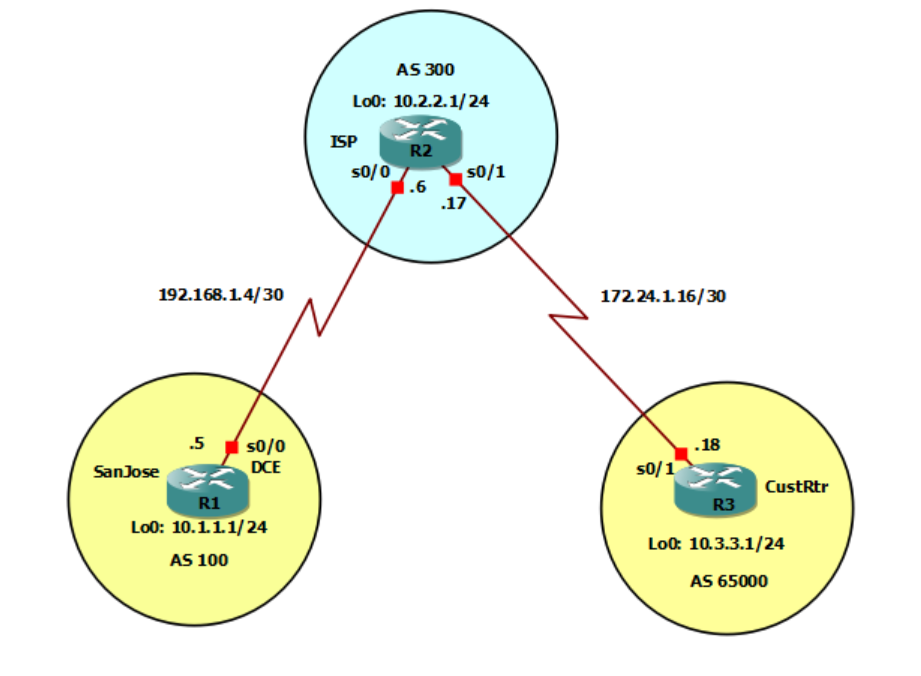 AS 300
Lo0: 10.2.2.1/24
ISP
R2
s0/0
s0/1
.6
.17
192.168.1.4/30
172.24.1.16/30
.5
s0/0
DCE
SanJose
R1
Lo0: 10.1.1.1/24
AS 100
.18
s0/1
CustRtr
R3
Lo0: 10.3.3.1/24
AS 65000